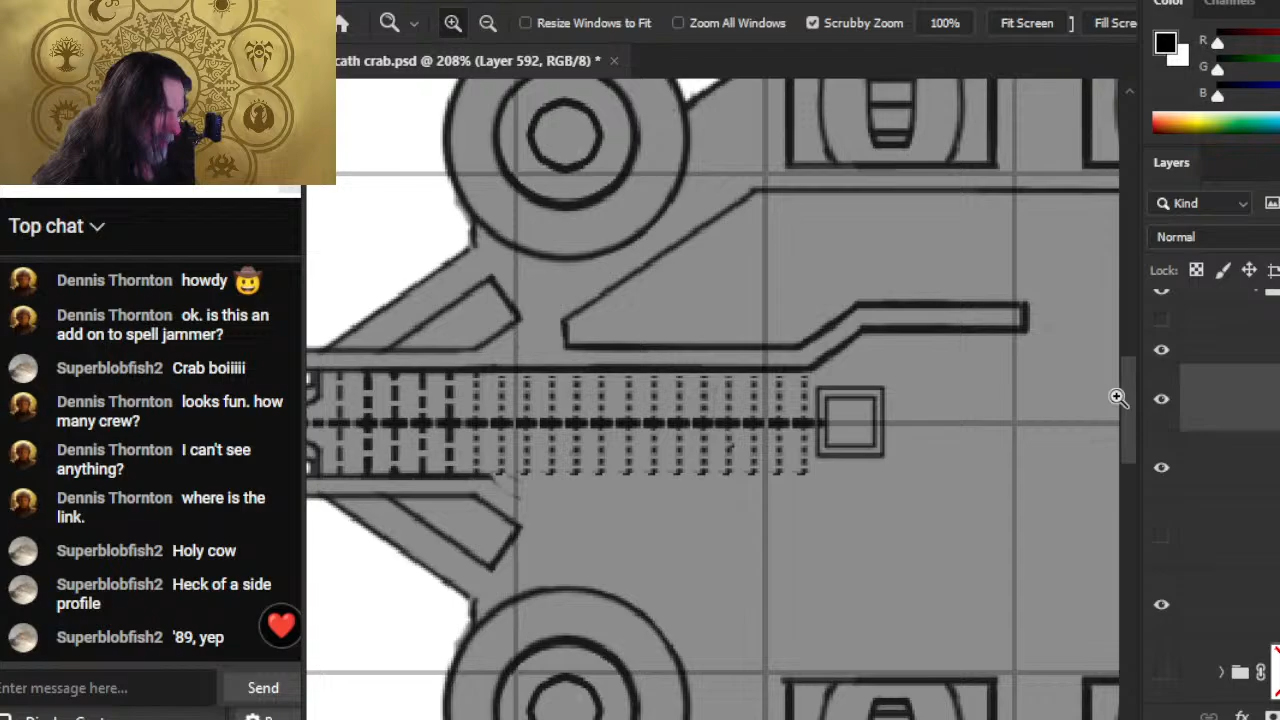 Resize Windows to Fit
Zoom All Windows
Scrubby Zoom
100%
Fit Screen
Fill Scre
cath crab.psd @ 208% (Layer 592, RGB/8) *
Color
Channels
R
G
B
Layers
Kind
Normal
Lock:
Top chat
Dennis Thornton howdy
Dennis Thornton ok. is this an
add on to spell jammer?
Superblobfish2 Crab boiiiii
Dennis Thornton looks fun. how
many crew?
Dennis Thornton I can't see
anything?
Dennis Thornton where is the
link.
Superblobfish2 Holy cow
Superblobfish2 Heck of a side
profile
Superblobfish2 '89, yep
Enter message here...
Send
fx